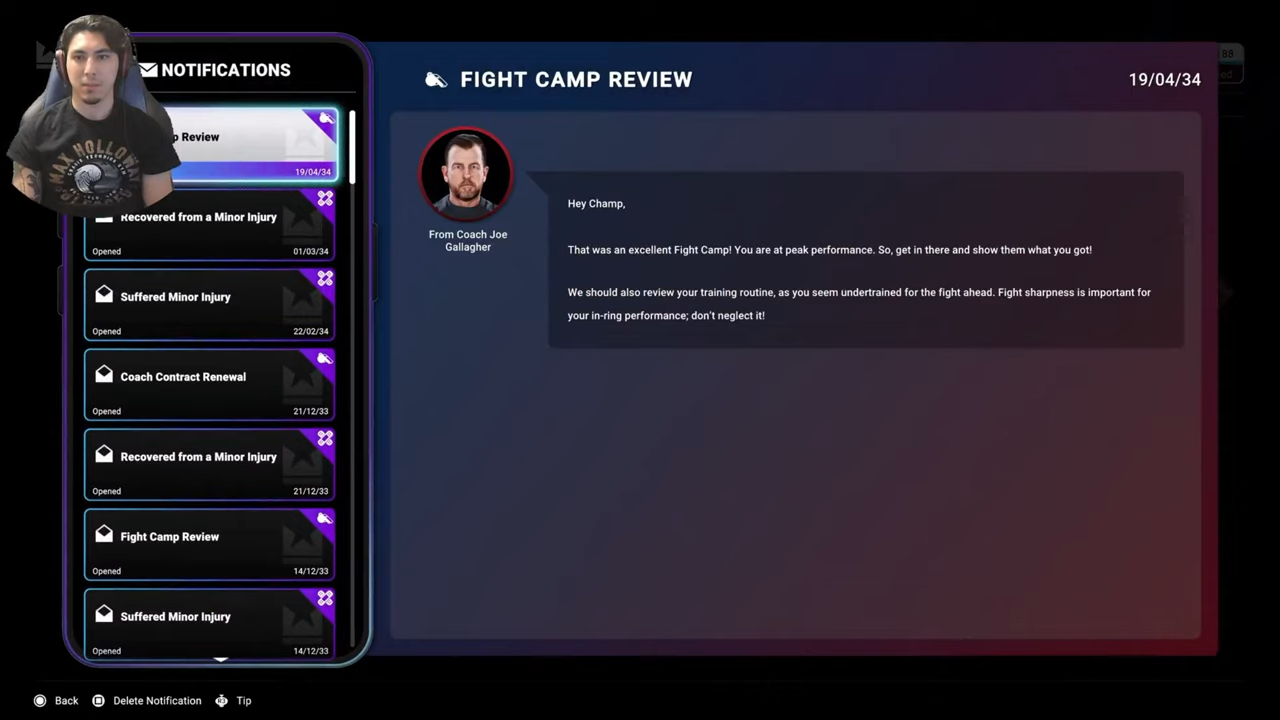 NOTIFICATIONS
Review
19/04/34
Recovered from a Minor Injury
Opened
01/03/34
Suffered Minor Injury
Opened
22/02/34
Coach Contract Renewal
Opened
21/12/33
Recovered from a Minor Injury
Opened
21/12/33
Fight Camp Review
Opened
14/12/33
Suffered Minor Injury
Opened
14/12/33
FIGHT CAMP REVIEW
19/04/34
88
From Coach Joe
Gallagher
Hey Champ,
That was an excellent Fight Camp! You are at peak performance. So, get in there and show them what you got!
We should also review your training routine, as you seem undertrained for the fight ahead. Fight sharpness is important for
your in-ring performance; don't neglect it!
MAX HOLLOWAY
Back
Delete Notification
R3
Tip